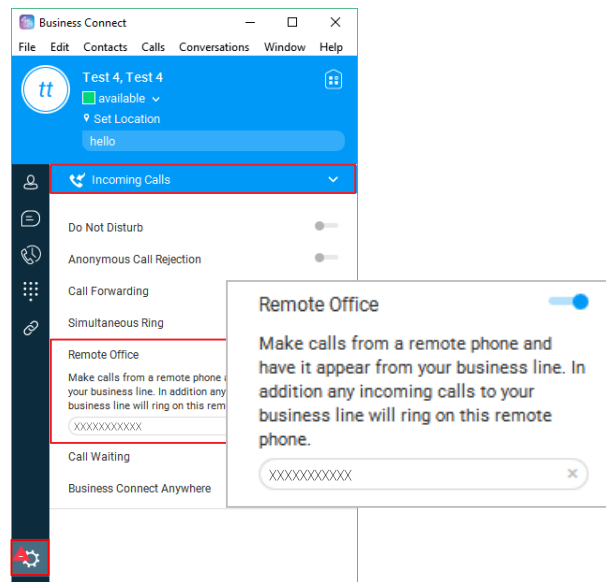 Business Connect
File Edit Contacts Calls Conversations Window Help
tt
Test 4, Test 4
available
Set Location
hello
Incoming Calls
Do Not Disturb
Anonymous Call Rejection
Call Forwarding
Simultaneous Ring
Remote Office
Make calls from a remote phone
your business line. In addition any
business line will ring on this rem
XXXXXXXXXXX
Call Waiting
Business Connect Anywhere
Remote Office
Make calls from a remote phone and
have it appear from your business line. In
addition any incoming calls to your
business line will ring on this remote
phone.
XXXXXXXXXXX